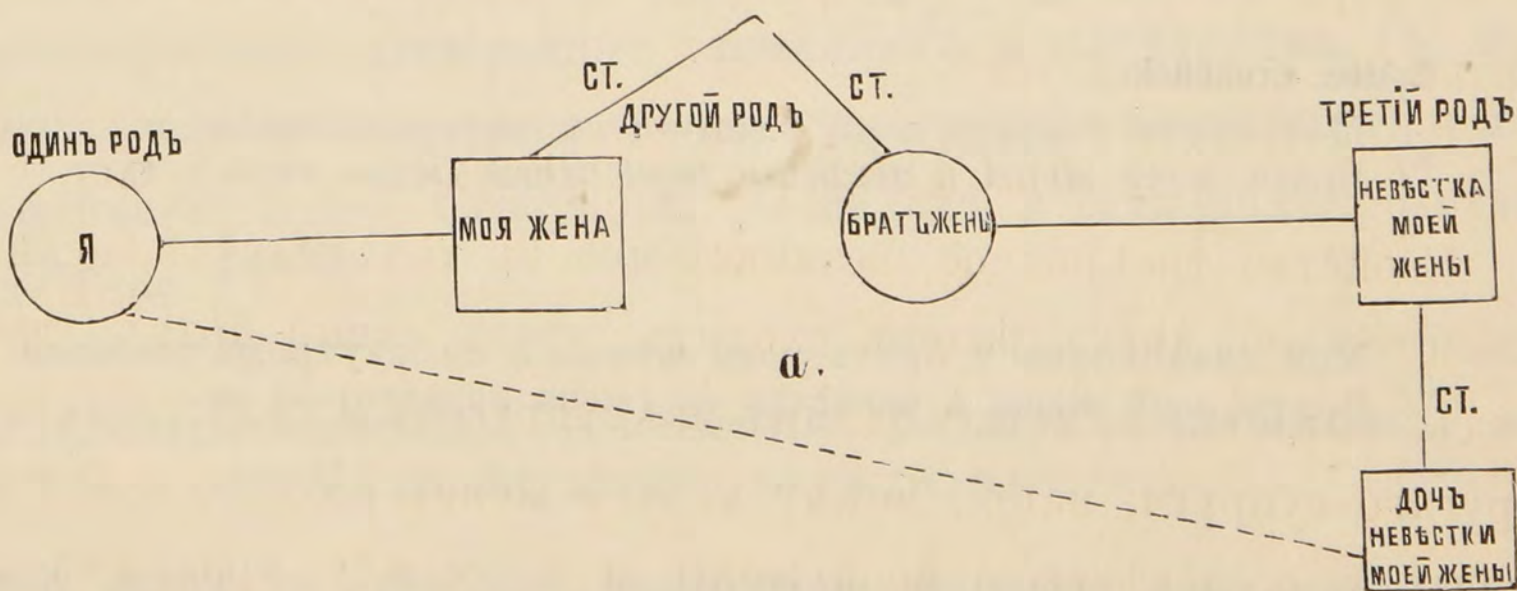 СТ.
СТ.
ДРУГОЙ РОДЪ
ТРЕТІЙ РОДЪ
ОДИНЪ РОДЪ
Я
МОЯ ЖЕНА
БРАТЪ ЖЕНЫ
НЕВѢСТКА
МОЕЙ
ЖЕНЫ
а.
СТ.
ДОЧЬ
НЕВѢСТКИ
МОЕЙ ЖЕНЫ